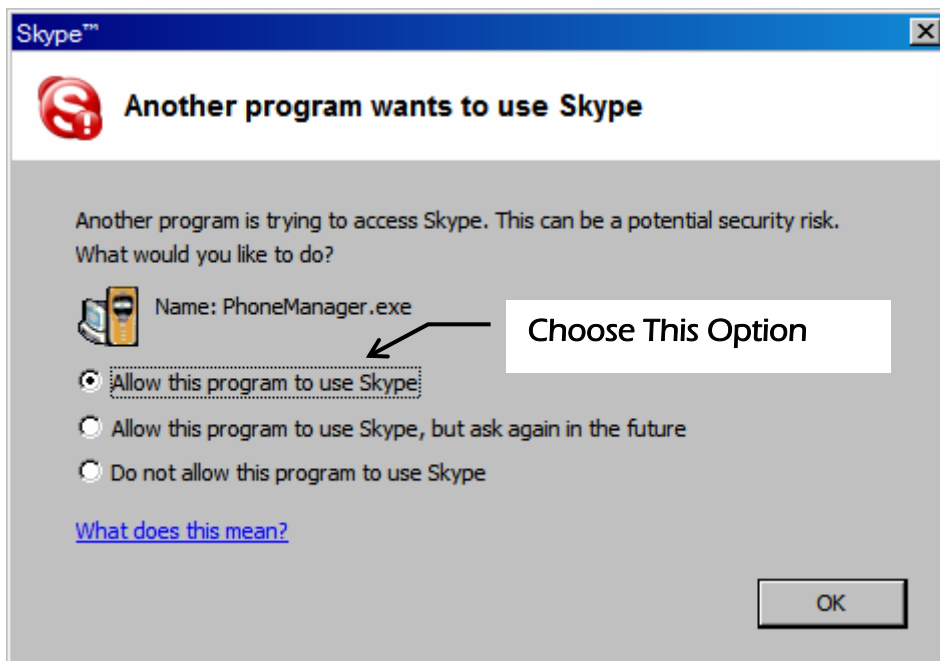 Skype™
Another program wants to use Skype
Another program is trying to access Skype. This can be a potential security risk.
What would you like to do?
Name: PhoneManager.exe
Choose This Option
Allow this program to use Skype
Allow this program to use Skype, but ask again in the future
Do not allow this program to use Skype
What does this mean?
OK